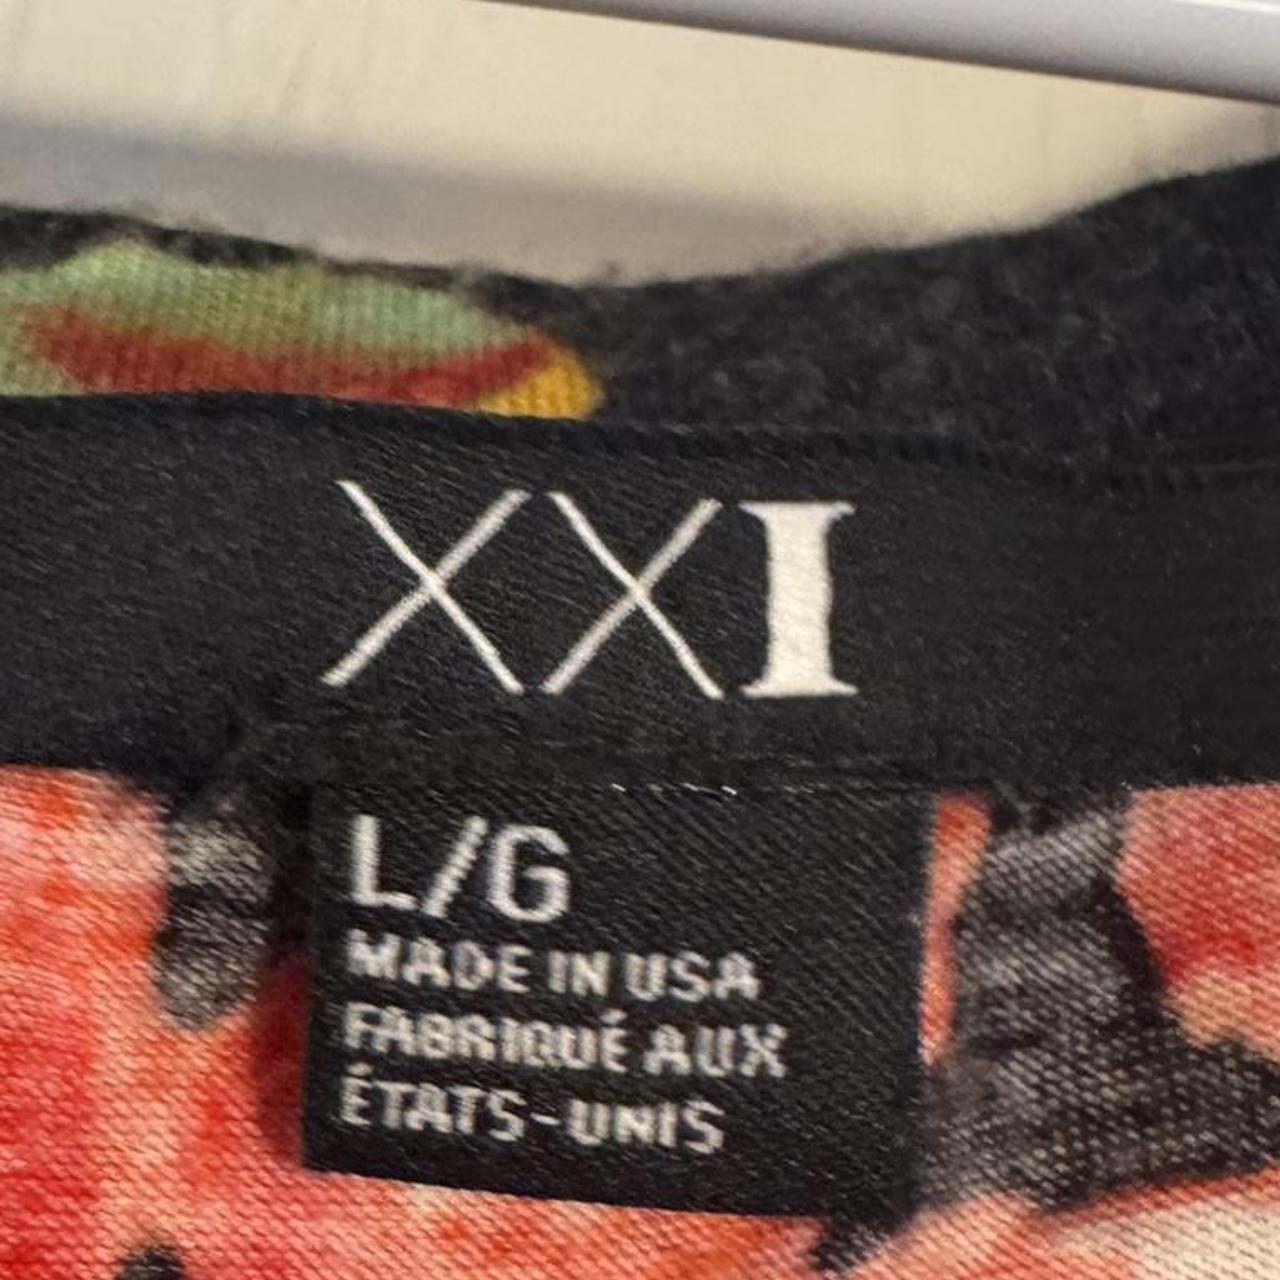 XXI
L/G
MADE IN USA
FABRIQUÉ AUX
ÉTATS-UNIS